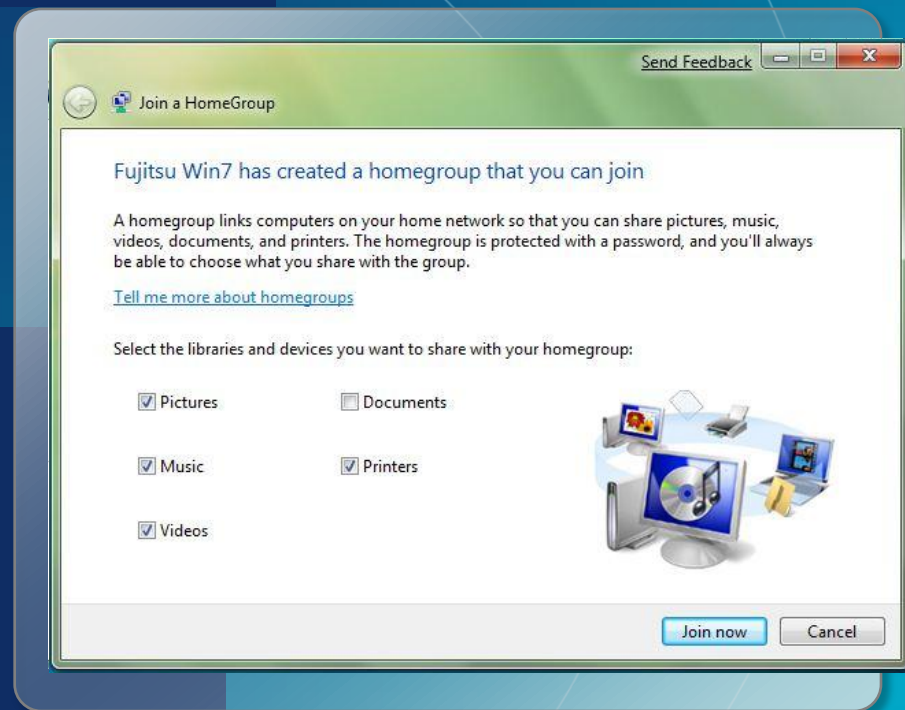 Send Feedback
Join a HomeGroup
Fujitsu Win7 has created a homegroup that you can join
A homegroup links computers on your home network so that you can share pictures, music,
videos, documents, and printers. The homegroup is protected with a password, and you'll always
be able to choose what you share with the group.
Tell me more about homegroups
Select the libraries and devices you want to share with your homegroup:
Pictures Documents
Music Printers
Videos
Join now Cancel